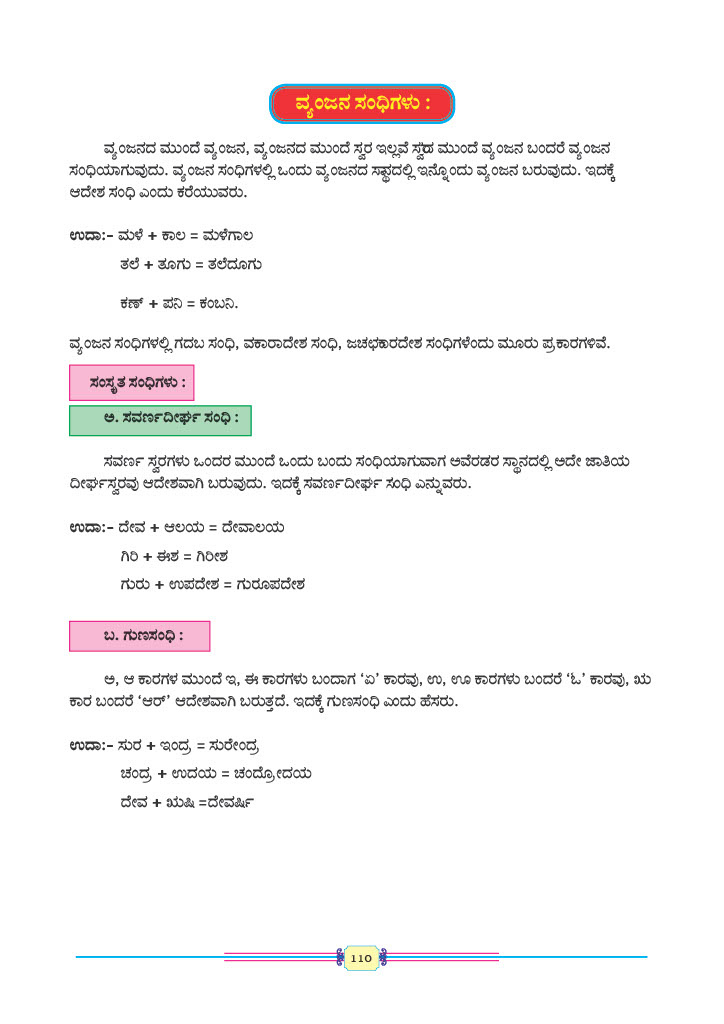 ವ್ಯಂಜನ ಸಂಧಿಗಳು :
ವ್ಯಂಜನದ ಮುಂದೆ ವ್ಯಂಜನ, ವ್ಯಂಜನದ ಮುಂದೆ ಸ್ವರ ಇಲ್ಲವೆ ಸ್ವರದ ಮುಂದೆ ವ್ಯಂಜನ ಬಂದರೆ ವ್ಯಂಜನ
ಸಂಧಿಯಾಗುವುದು. ವ್ಯಂಜನ ಸಂಧಿಗಳಲ್ಲಿ ಒಂದು ವ್ಯಂಜನದ ಸ್ಥಾನದಲ್ಲಿ ಇನ್ನೊಂದು ವ್ಯಂಜನ ಬರುವುದು. ಇದಕ್ಕೆ
ಆದೇಶ ಸಂಧಿ ಎಂದು ಕರೆಯುವರು.
ಉದಾ:- ಮಳೆ + ಕಾಲ = ಮಳೆಗಾಲ
ತಲೆ + ತೂಗು = ತಲೆದೂಗು
ಕಣ್ + ಪನಿ = ಕಂಬನಿ.
ವ್ಯಂಜನ ಸಂಧಿಗಳಲ್ಲಿ ಗದಬ ಸಂಧಿ, ವಕಾರಾದೇಶ ಸಂಧಿ, ಜಚಛಕಾರದೇಶ ಸಂಧಿಗಳೆಂದು ಮೂರು ಪ್ರಕಾರಗಳಿವೆ.
ಸಂಸ್ಕೃತ ಸಂಧಿಗಳು :
ಅ. ಸವರ್ಣದೀರ್ಘ ಸಂಧಿ :
ಸವರ್ಣ ಸ್ವರಗಳು ಒಂದರ ಮುಂದೆ ಒಂದು ಬಂದು ಸಂಧಿಯಾಗುವಾಗ ಅವೆರಡರ ಸ್ಥಾನದಲ್ಲಿ ಅದೇ ಜಾತಿಯ
ದೀರ್ಘಸ್ವರವು ಆದೇಶವಾಗಿ ಬರುವುದು. ಇದಕ್ಕೆ ಸವರ್ಣದೀರ್ಘ ಸಂಧಿ ಎನ್ನುವರು.
ಉದಾ:- ದೇವ + ಆಲಯ = ದೇವಾಲಯ
ಗಿರಿ + ಈಶ = ಗಿರೀಶ
ಗುರು + ಉಪದೇಶ = ಗುರೂಪದೇಶ
ಬ. ಗುಣಸಂಧಿ :
ಅ, ಆ ಕಾರಗಳ ಮುಂದೆ ಇ, ಈ ಕಾರಗಳು ಬಂದಾಗ ‘ಏ’ ಕಾರವು, ಉ, ಊ ಕಾರಗಳು ಬಂದರೆ ‘ಓ’ ಕಾರವು, ಋ
ಕಾರ ಬಂದರೆ ‘ಆರ್’ ಆದೇಶವಾಗಿ ಬರುತ್ತದೆ. ಇದಕ್ಕೆ ಗುಣಸಂಧಿ ಎಂದು ಹೆಸರು.
ಉದಾ:- ಸುರ + ಇಂದ್ರ = ಸುರೇಂದ್ರ
ಚಂದ್ರ + ಉದಯ = ಚಂದ್ರೋದಯ
ದೇವ + ಋಷಿ =ದೇವರ್ಷಿ
110